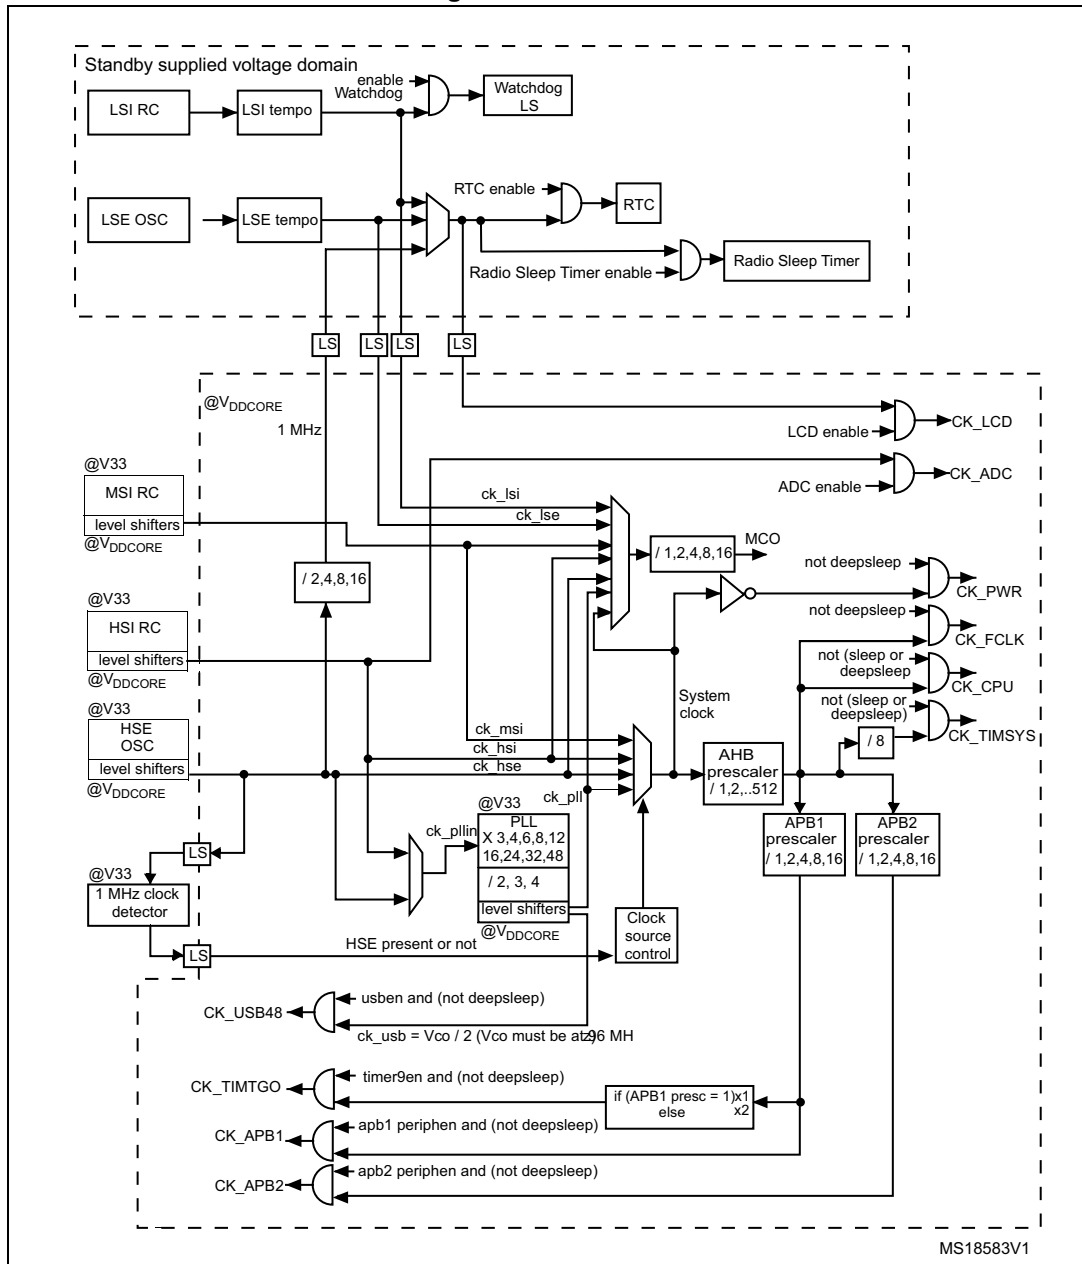 Standby supplied voltage domain
enable
Watchdog
Watchdog
LS
LSI RC
LSI tempo
RTC enable
RTC
LSE OSC
LSE tempo
Radio Sleep Timer enable
Radio Sleep Timer
LS
LS
LS
LS
@VDDCORE
1 MHz
LCD enable
CK_LCD
@V33
MSI RC
level shifters
@VDDCORE
ADC enable
CK_ADC
ck_lsi
ck_lse
/ 1,2,4,8,16
MCO
/ 2,4,8,16
not deepsleep
CK_PWR
@V33
HSI RC
level shifters
@VDDCORE
not deepsleep
CK_FCLK
not (sleep or
deepsleep
CK_CPU
System
clock
not (sleep or
deepsleep)
CK_TIMSYS
/ 8
@V33
HSE
OSC
level shifters
@VDDCORE
ck_msi
ck_hsi
ck_hse
ck_pll
AHB
prescaler
/ 1,2,..512
APB1
prescaler
/ 1,2,4,8,16
APB2
prescaler
/ 1,2,4,8,16
@V33
PLL
X 3,4,6,8,12
16,24,32,48
/ 2, 3, 4
level shifters
@VDDCORE
ck_pllin
LS
@V33
1 MHz clock
detector
LS
HSE present or not
Clock
source
control
CK_USB48
usben and (not deepsleep)
ck_usb = Vco / 2 (Vco must be at 96 MHz)
CK_TIMTGO
timer9en and (not deepsleep)
if (APB1 presc = 1)x1
else x2
CK_APB1
apb1 periphen and (not deepsleep)
CK_APB2
apb2 periphen and (not deepsleep)
MS18583V1